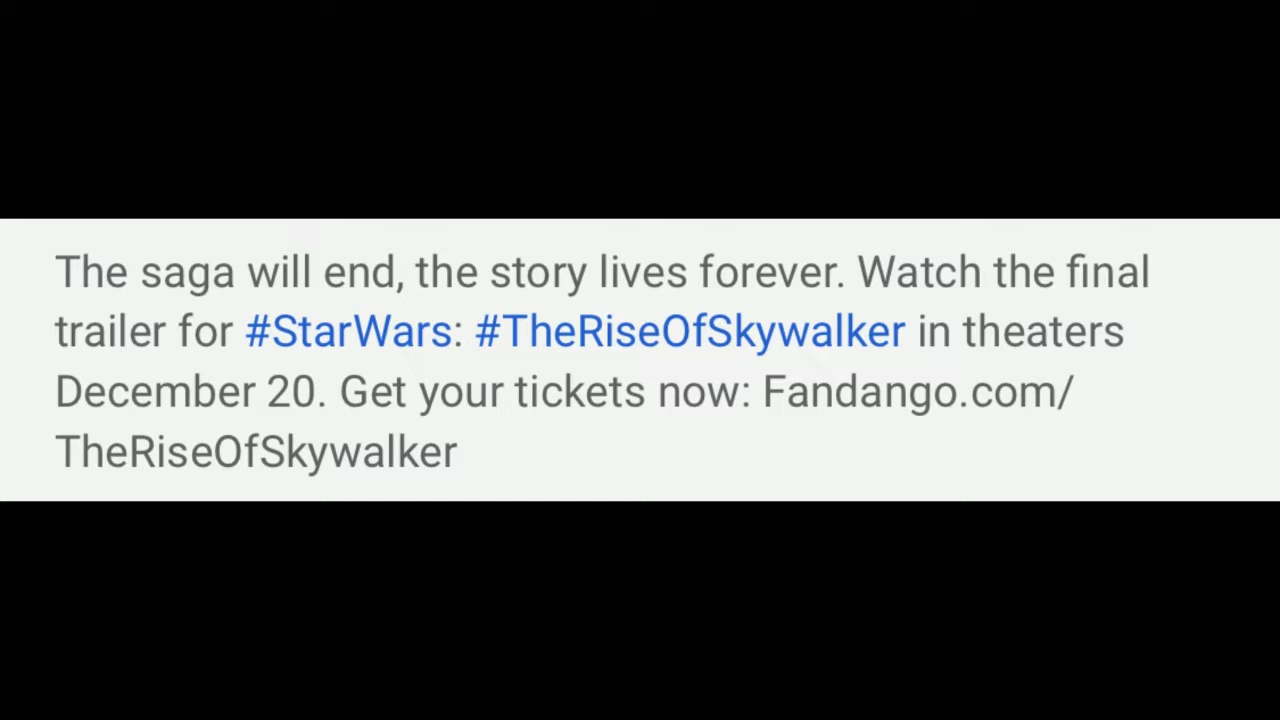 The saga will end, the story lives forever. Watch the final
trailer for #StarWars: #TheRiseOfSkywalker in theaters
December 20. Get your tickets now: Fandango.com/
TheRiseOfSkywalker